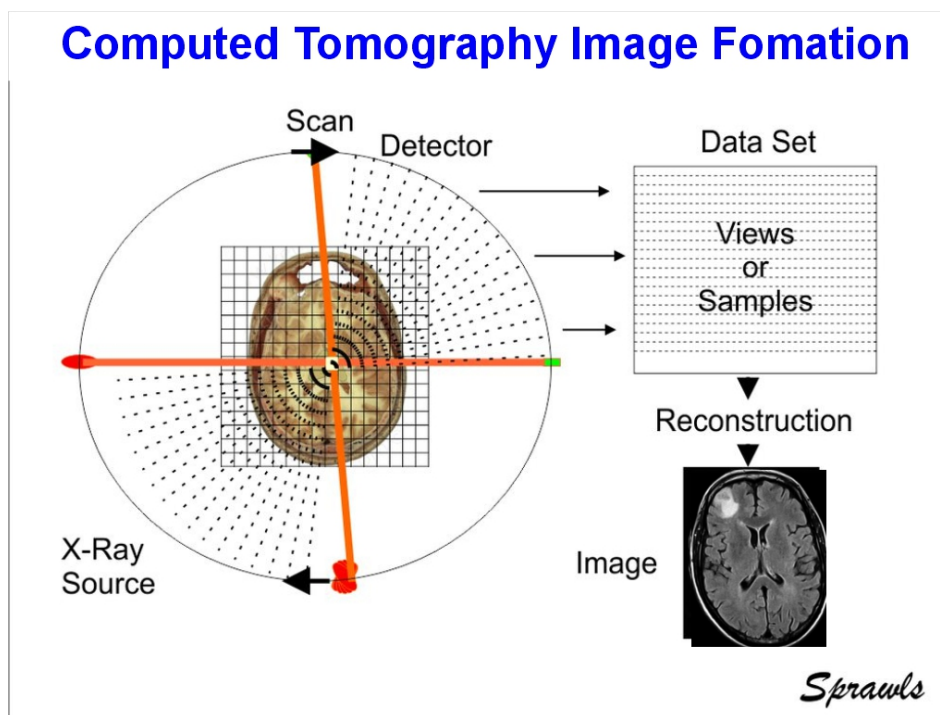 Computed Tomography Image Fomation
Scan
Detector
Data Set
Views
or
Samples
Reconstruction
X-Ray
Source
Image
Sprawls